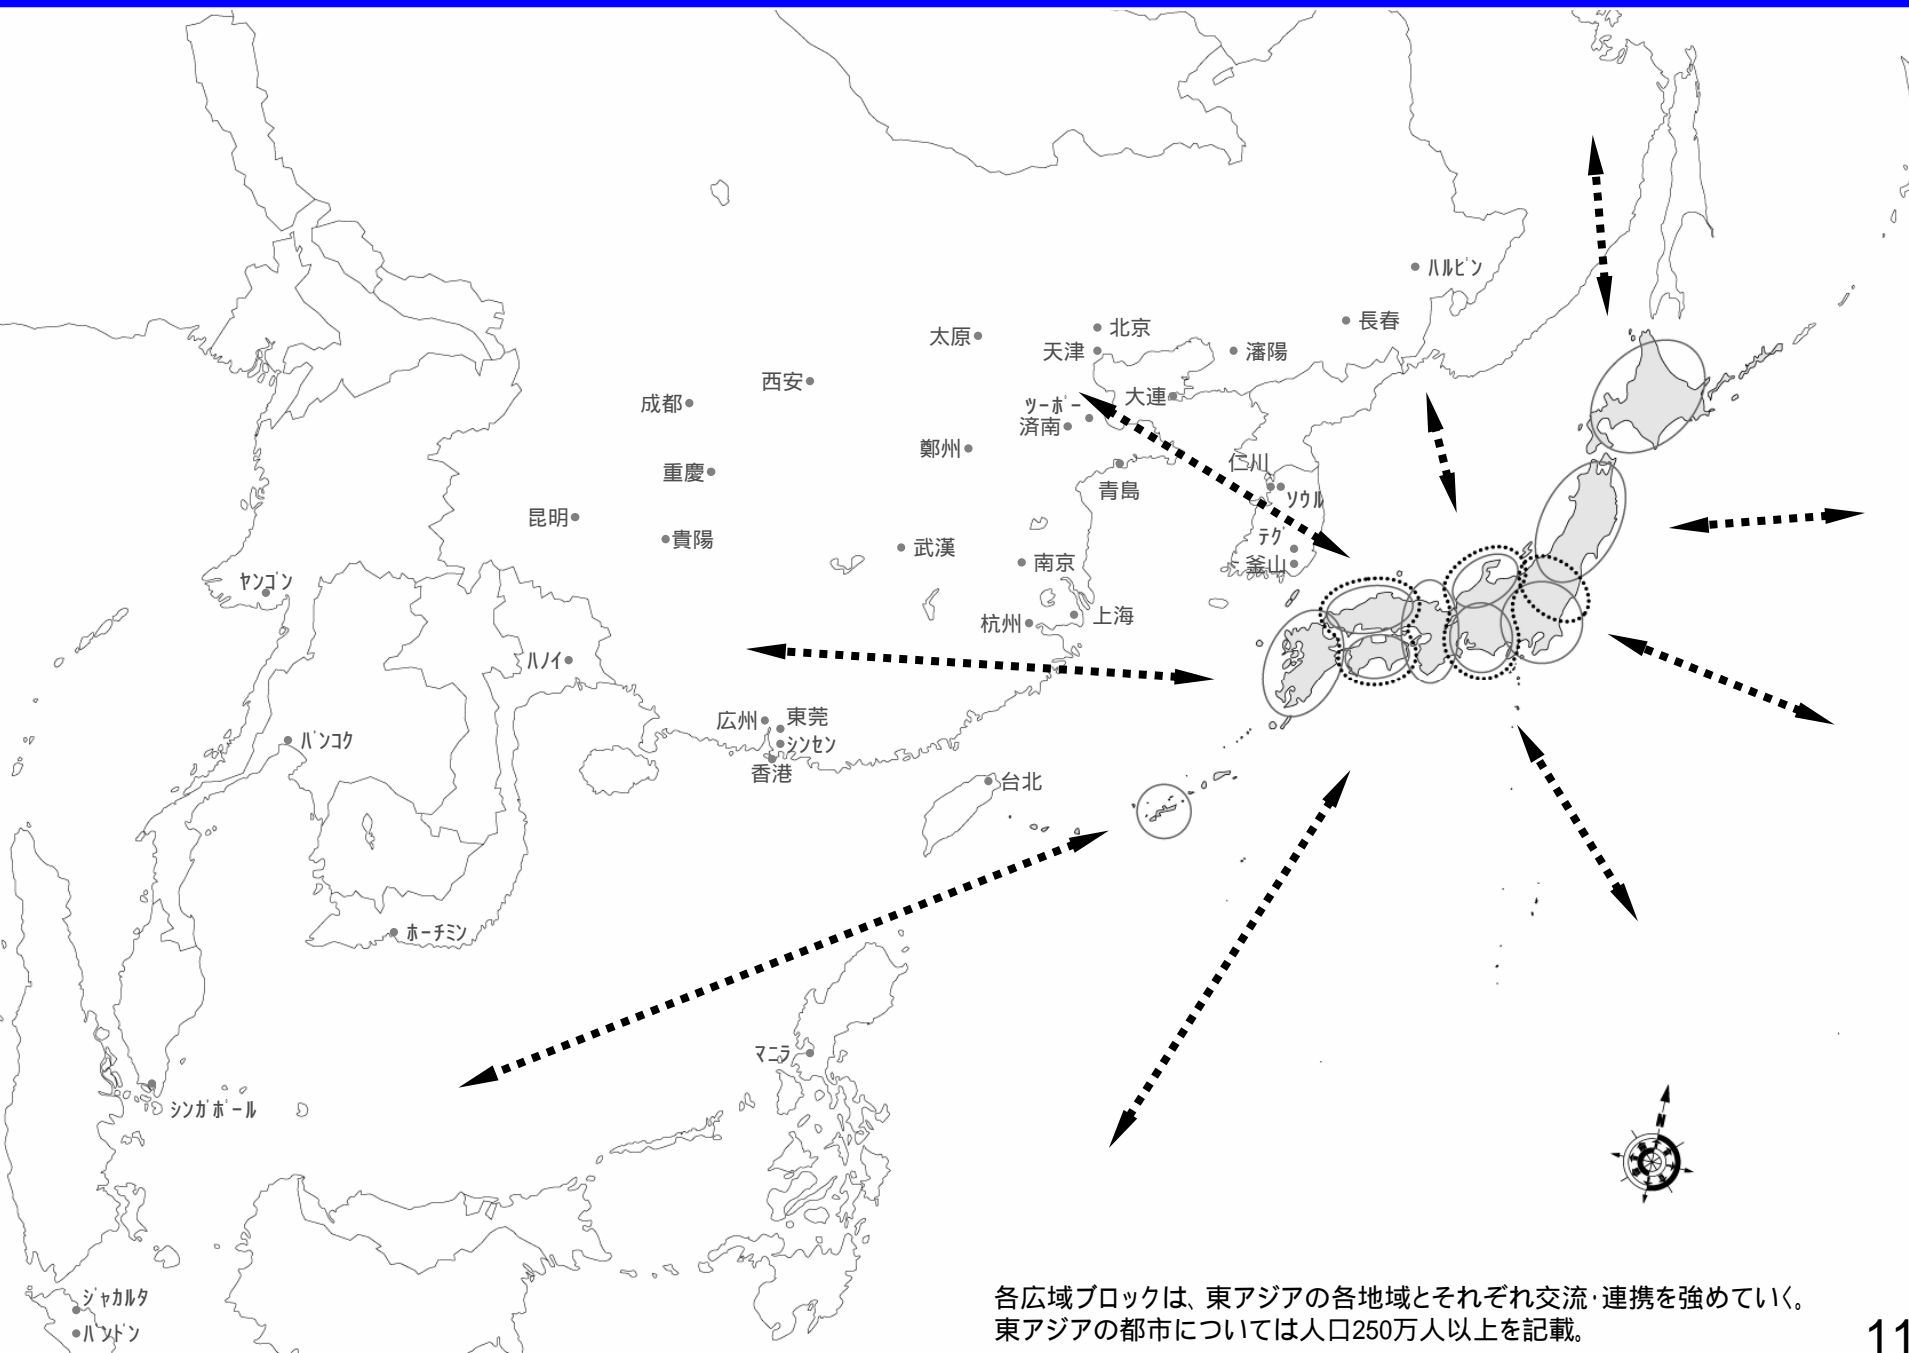 ハルピン
長春
北京
太原
天津
瀋陽
西安
大連
成都
ツーポー
済南
鄭州
仁川
重慶
青島
ソウル
昆明
テグ
貴陽
武漢
南京
釜山
ヤンゴン
上海
杭州
ハノイ
広州
東莞
バンコク
シンセン
香港
台北
ホーチミン
マニラ
シンガポール
N
ジャカルタ
バンドン
各広域ブロックは、東アジアの各地域とそれぞれ交流・連携を強めていく。
東アジアの都市については人口250万人以上を記載。
11